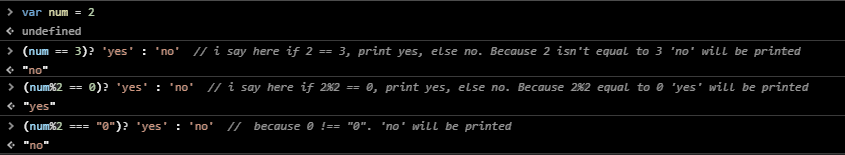 > var num = 2
< undefined
> (num == 3)? 'yes' : 'no'  // i say here if 2 == 3, print yes, else no. Because 2 isn't equal to 3 'no' will be printed
< "no"
> (num%2 == 0)? 'yes' : 'no'  // i say here if 2%2 == 0, print yes, else no. Because 2%2 equal to 0 'yes' will be printed
< "yes"
> (num%2 === "0")? 'yes' : 'no'  //  because 0 !== "0". 'no' will be printed
< "no"